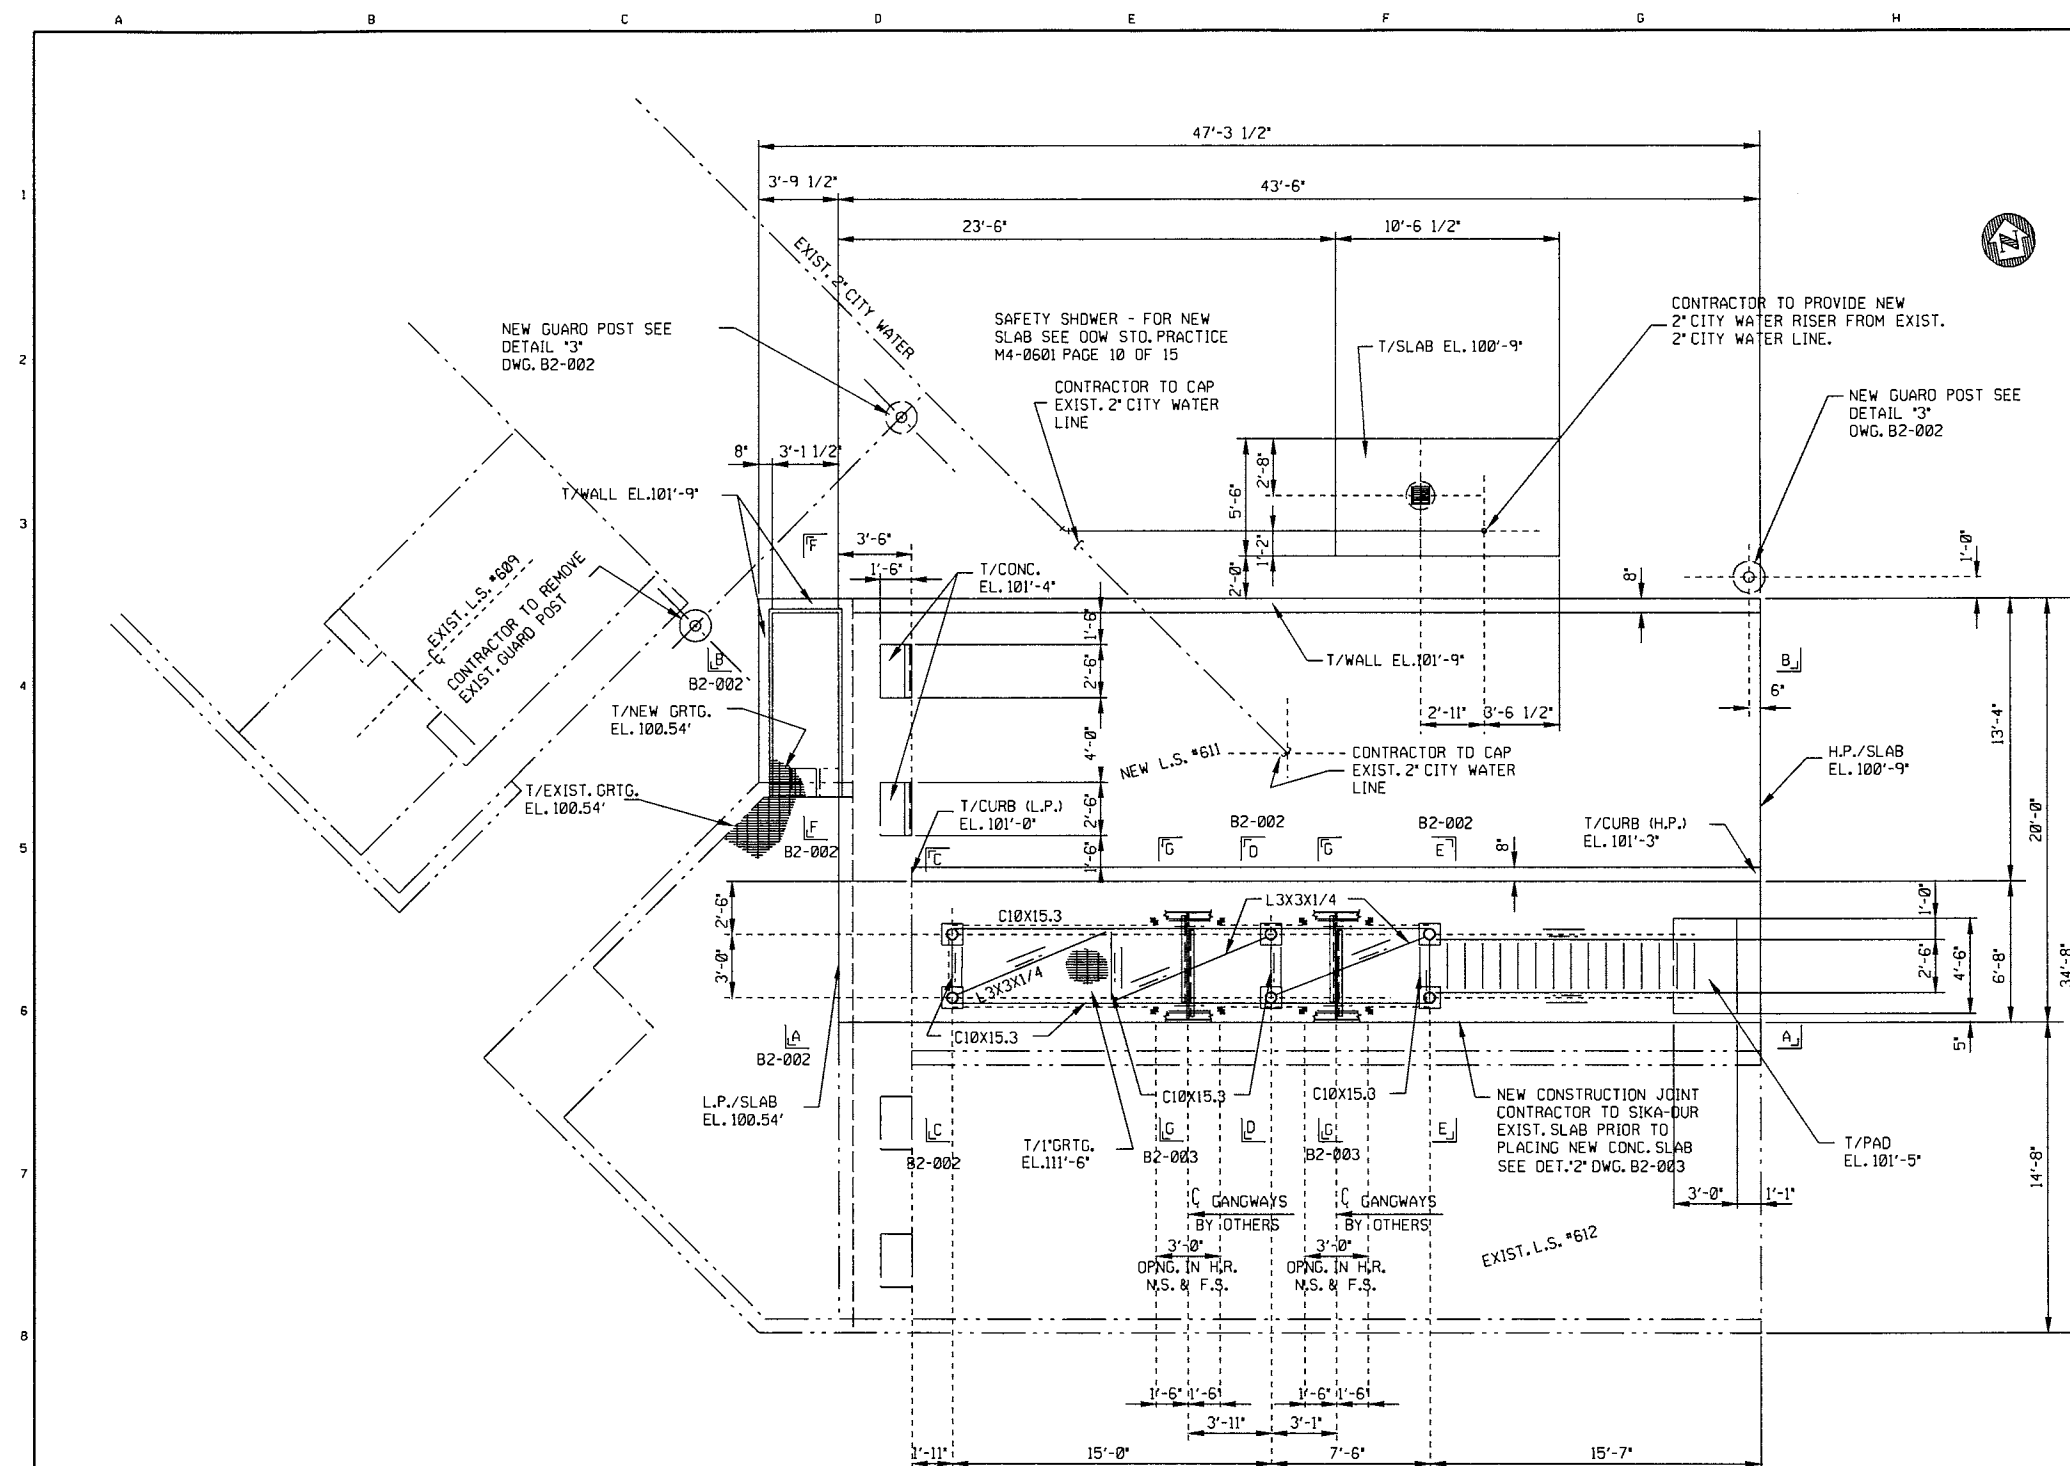 A B C D E F G H
1
2
3
4
5
6
7
8
47'-3 1/2"
3'-9 1/2"
43'-6"
23'-6"
10'-6 1/2"
N
EXIST. 2" CITY WATER
NEW GUARD POST SEE
DETAIL "3"
DWG. B2-002
SAFETY SHOWER - FOR NEW
SLAB SEE DOW STD. PRACTICE
M4-0601 PAGE 10 OF 15
CONTRACTOR TO CAP
EXIST. 2" CITY WATER
LINE
T/SLAB EL. 100'-9"
CONTRACTOR TO PROVIDE NEW
2" CITY WATER RISER FROM EXIST.
2" CITY WATER LINE.
NEW GUARD POST SEE
DETAIL "3"
DWG. B2-002
8"
3'-1 1/2"
T/WALL EL. 101'-9"
5'-6"
2'-8"
1'-2"
2'-0"
8"
1'-0"
F
3'-6"
1'-6"
T/CONC.
EL. 101'-4"
₵ EXIST. L.S. #609
CONTRACTOR TO REMOVE
EXIST. GUARD POST
B
B2-002
1'-6"
2'-6"
4'-0"
2'-6"
1'-6"
T/WALL EL. 101'-9"
B
6"
2'-11"
3'-6 1/2"
T/NEW GRTG.
EL. 100.54'
T/EXIST. GRTG.
EL. 100.54'
NEW L.S. #611
CONTRACTOR TO CAP
EXIST. 2" CITY WATER
LINE
H.P./SLAB
EL. 100'-9"
13'-4"
20'-0"
F
B2-002
T/CURB (L.P.)
EL. 101'-0"
C
G
B2-002
D
G
B2-002
E
8"
T/CURB (H.P.)
EL. 101'-3"
2'-6"
3'-0"
C10X15.3
L3X3X1/4
L3X3X1/4
1'-0"
2'-6"
4'-6"
6'-8"
34'-8"
5"
A
B2-002
C10X15.3
A
L.P./SLAB
EL. 100.54'
C10X15.3
C10X15.3
NEW CONSTRUCTION JOINT
CONTRACTOR TO SIKA-DUR
EXIST. SLAB PRIOR TO
PLACING NEW CONC. SLAB
SEE DET. "2" DWG. B2-003
C
B2-002
T/1" GRTG.
EL. 111'-6"
G
B2-003
D
G
B2-003
E
T/PAD
EL. 101'-5"
3'-0"
1'-1"
14'-8"
₵ GANGWAYS
BY OTHERS
₵ GANGWAYS
BY OTHERS
3'-0"
OPNG. IN H.R.
N.S. & F.S.
3'-0"
OPNG. IN H.R.
N.S. & F.S.
EXIST. L.S. #612
1'-6" 1'-6"
1'-6" 1'-6"
3'-11"
3'-1"
1'-11"
15'-0"
7'-6"
15'-7"